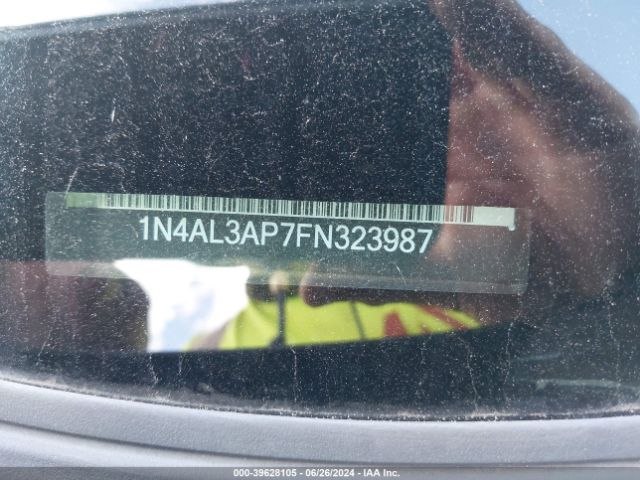 1N4AL3AP7FN323987
000-39628105 | 06/26/2024 - IAA Inc.